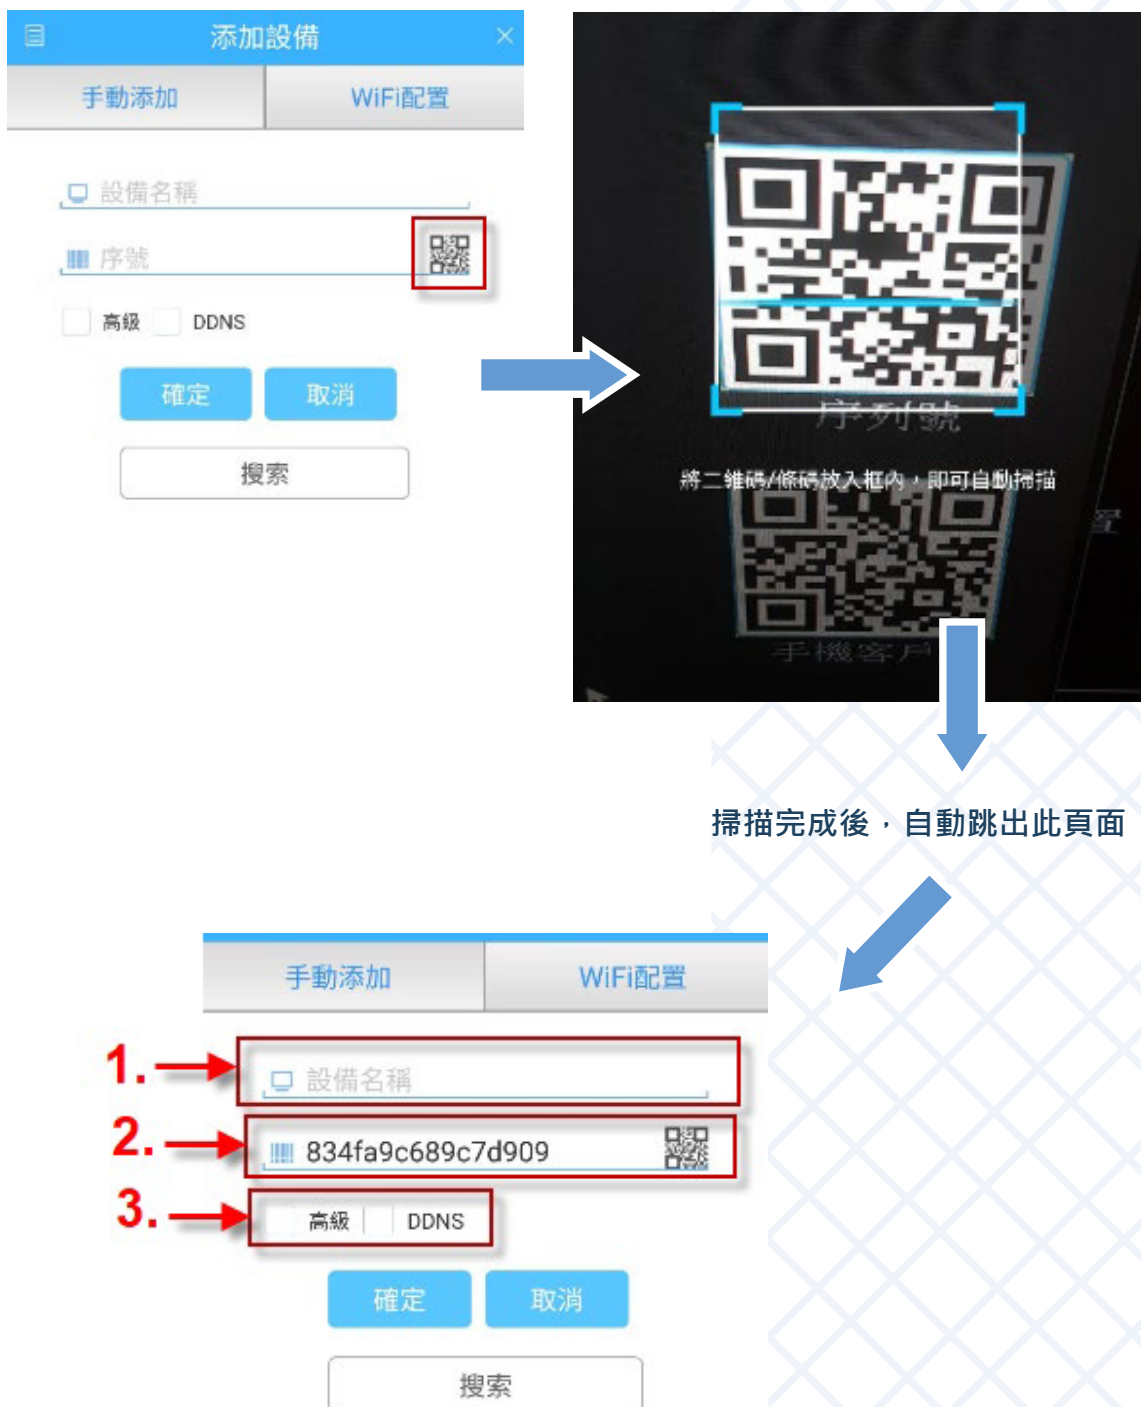 添加設備
手動添加
WiFi配置
設備名稱
序號
高級
DDNS
確定
取消
搜索
序列號
將二維碼/條碼放入框內，即可自動掃描
置
手機客戶
掃描完成後，自動跳出此頁面
手動添加
WiFi配置
1.
設備名稱
2.
834fa9c689c7d909
3.
高級
DDNS
確定
取消
搜索